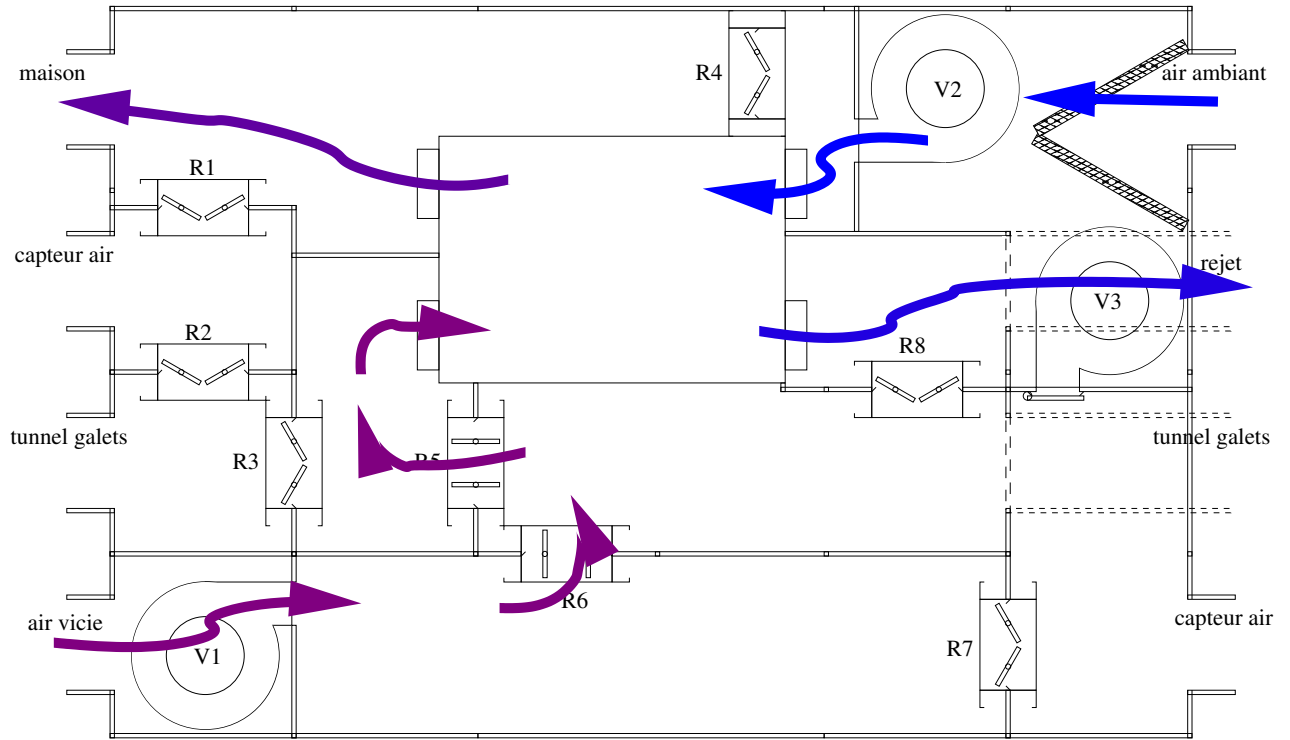 R4
V2
maison
air ambiant
R1
capteur air
rejet
V3
R2
R8
tunnel galets
tunnel galets
R3
R5
R6
air vicie
capteur air
V1
R7